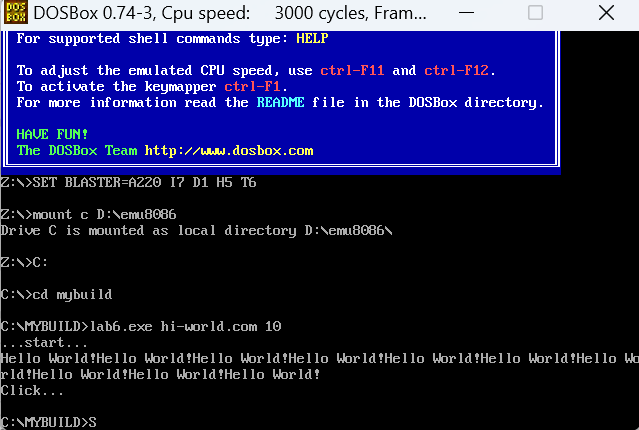 DOSBox 0.74-3, Cpu speed: 3000 cycles, Fram...
For supported shell commands type: HELP
To adjust the emulated CPU speed, use ctrl-F11 and ctrl-F12.
To activate the keymapper ctrl-F1.
For more information read the README file in the DOSBox directory.
HAVE FUN!
The DOSBox Team http://www.dosbox.com
Z:\>SET BLASTER=A220 I7 D1 H5 T6
Z:\>mount c D:\emu8086
Drive C is mounted as local directory D:\emu8086\
Z:\>C:
C:\>cd mybuild
C:\MYBUILD>lab6.exe hi-world.com 10
...start...
Hello World!Hello World!Hello World!Hello World!Hello World!Hello World!Hello Wo
rld!Hello World!Hello World!Hello World!
Click...
C:\MYBUILD>S